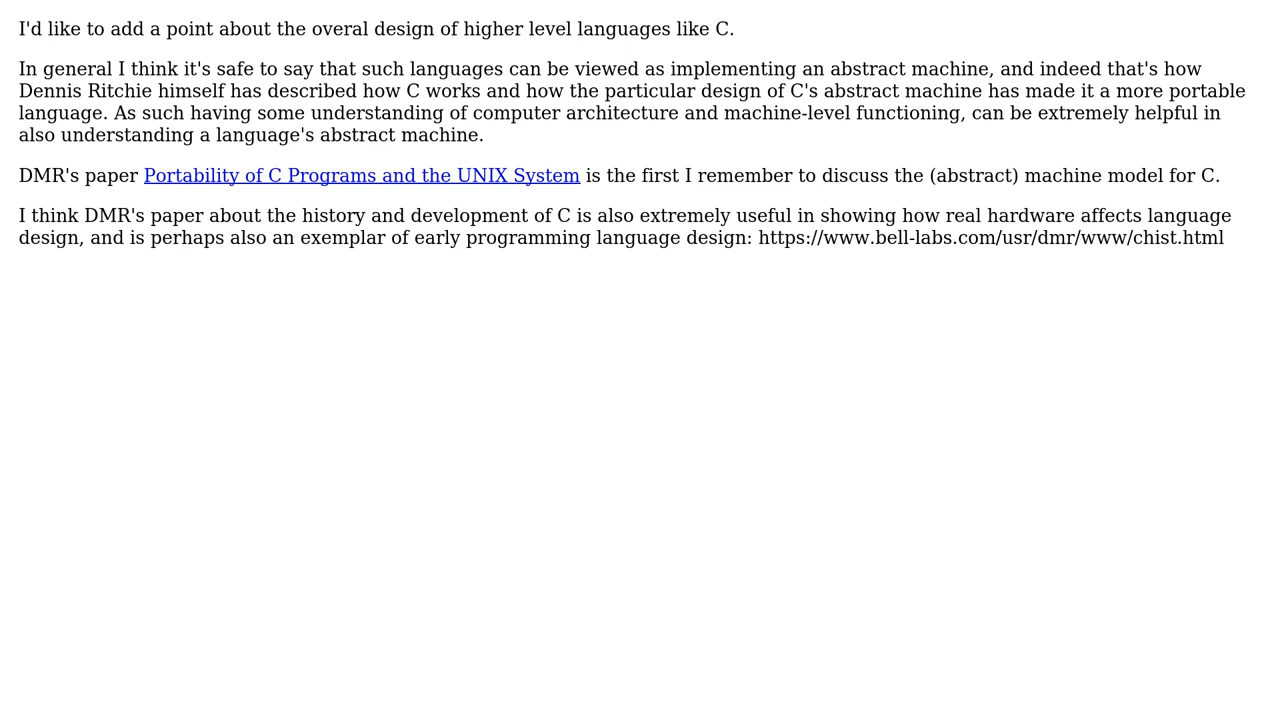 I'd like to add a point about the overal design of higher level languages like C.
In general I think it's safe to say that such languages can be viewed as implementing an abstract machine, and indeed that's how
Dennis Ritchie himself has described how C works and how the particular design of C's abstract machine has made it a more portable
language. As such having some understanding of computer architecture and machine-level functioning, can be extremely helpful in
also understanding a language's abstract machine.
DMR's paper Portability of C Programs and the UNIX System is the first I remember to discuss the (abstract) machine model for C.
I think DMR's paper about the history and development of C is also extremely useful in showing how real hardware affects language
design, and is perhaps also an exemplar of early programming language design: https://www.bell-labs.com/usr/dmr/www/chist.html